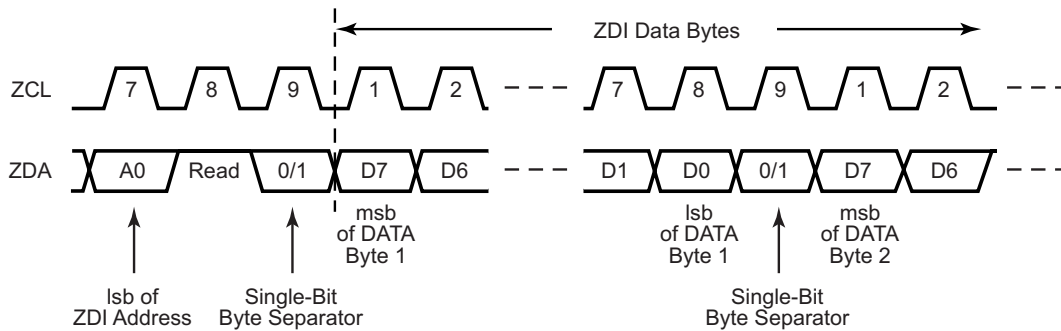 ZDI Data Bytes
ZCL 7 8 9 1 2 7 8 9 1 2
ZDA A0 Read 0/1 D7 D6 D1 D0 0/1 D7 D6
msb
of DATA
Byte 1
lsb
of DATA
Byte 1
msb
of DATA
Byte 2
lsb of
ZDI Address
Single-Bit
Byte Separator
Single-Bit
Byte Separator